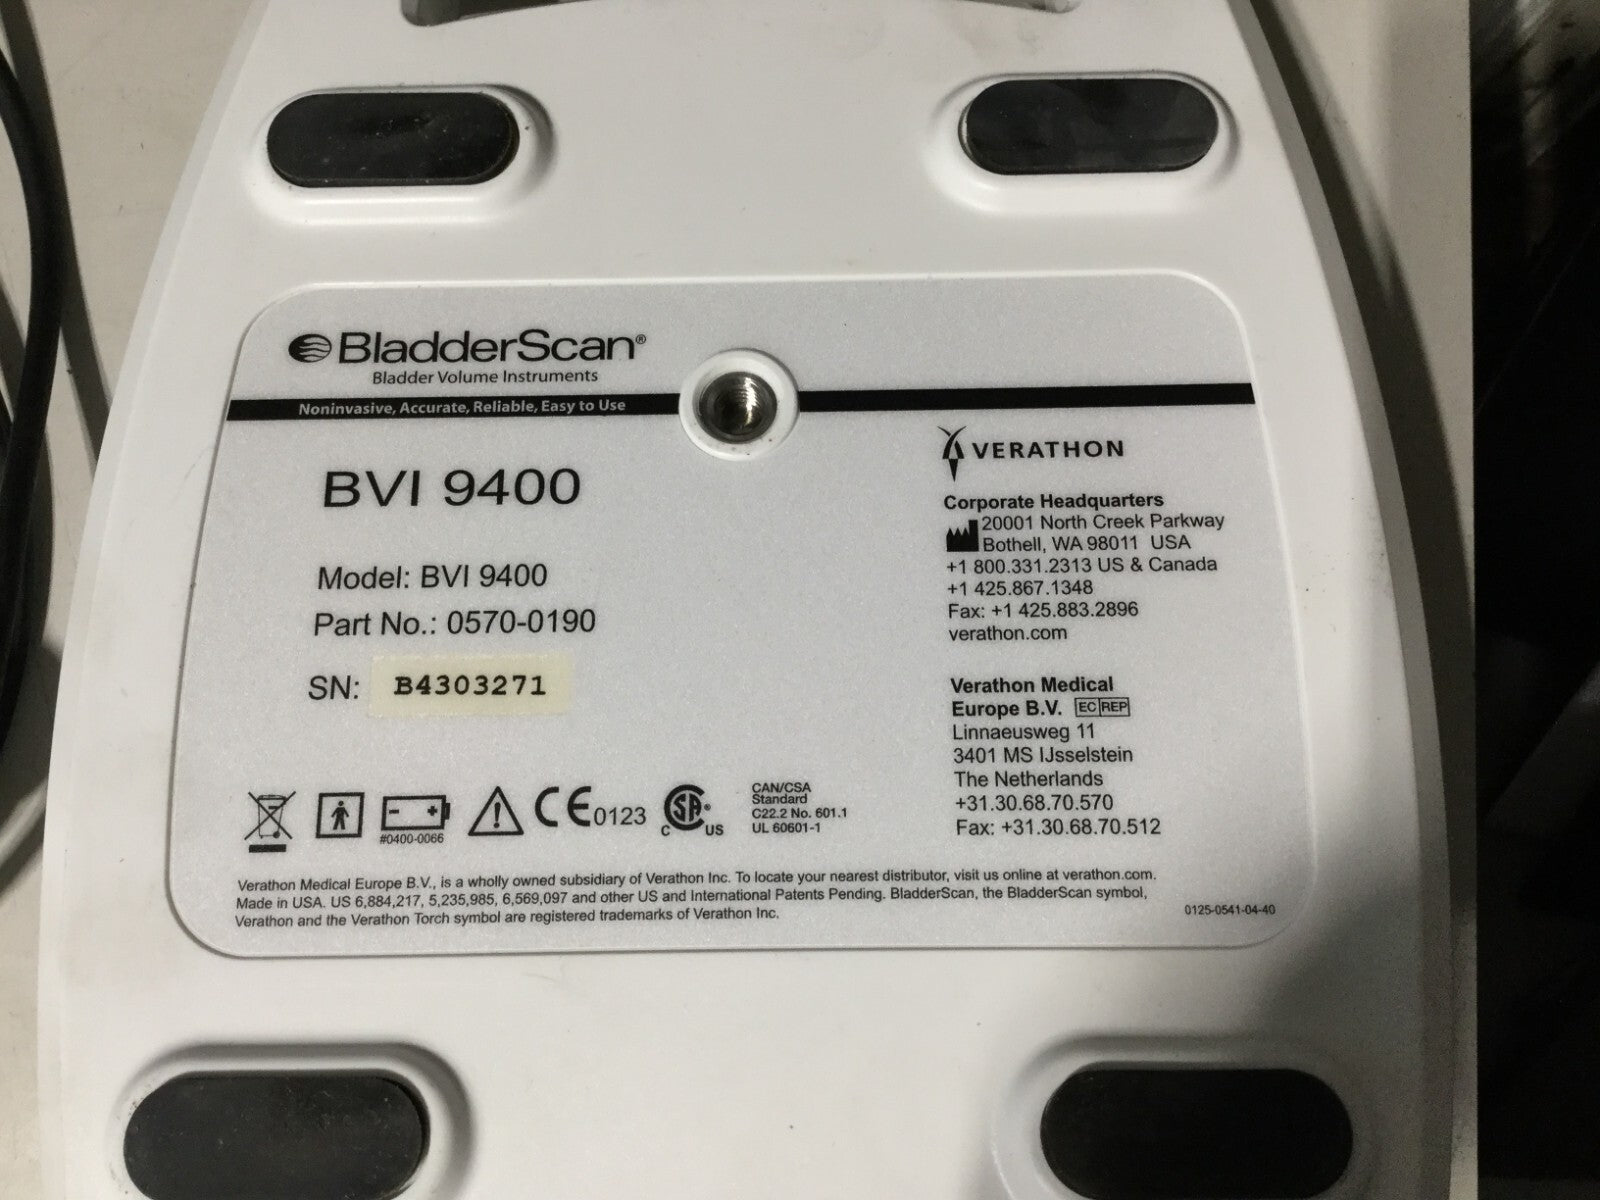 BladderScan®
Bladder Volume Instruments
Noninvasive, Accurate, Reliable, Easy to Use
BVI 9400
Model: BVI 9400
Part No.: 0570-0190
SN: B4303271
VERATHON
Corporate Headquarters
20001 North Creek Parkway
Bothell, WA 98011 USA
+1 800.331.2313 US & Canada
+1 425.867.1348
Fax: +1 425.883.2896
verathon.com
Verathon Medical
Europe B.V. EC REP
Linnaeusweg 11
3401 MS IJsselstein
The Netherlands
+31.30.68.70.570
Fax: +31.30.68.70.512
#0400-0066
CE 0123
C SA® US
CAN/CSA
Standard
C22.2 No. 601.1
UL 60601-1
Verathon Medical Europe B.V., is a wholly owned subsidiary of Verathon Inc. To locate your nearest distributor, visit us online at verathon.com.
Made in USA. US 6,884,217, 5,235,985, 6,569,097 and other US and International Patents Pending. BladderScan, the BladderScan symbol,
Verathon and the Verathon Torch symbol are registered trademarks of Verathon Inc.
0125-0541-04-40